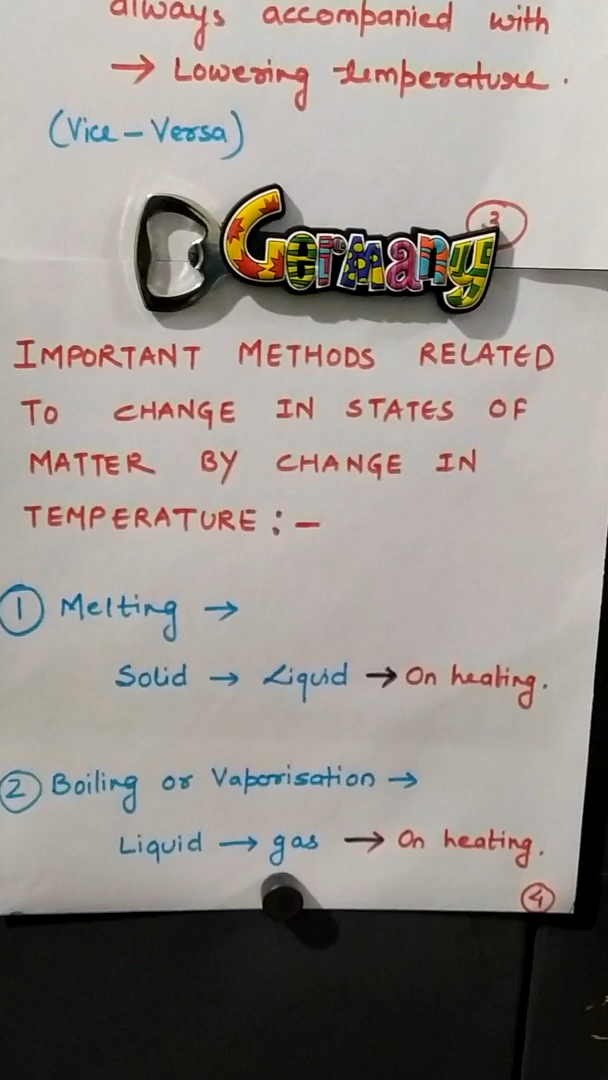 always accompanied with
→ Lowering temperature.
(Vice - Versa)
3
Germany
IMPORTANT METHODS RELATED
TO CHANGE IN STATES OF
MATTER BY CHANGE IN
TEMPERATURE : -
1 Melting →
Solid → Liquid → On heating.
2 Boiling or Vaporisation →
Liquid → gas → On heating.
4